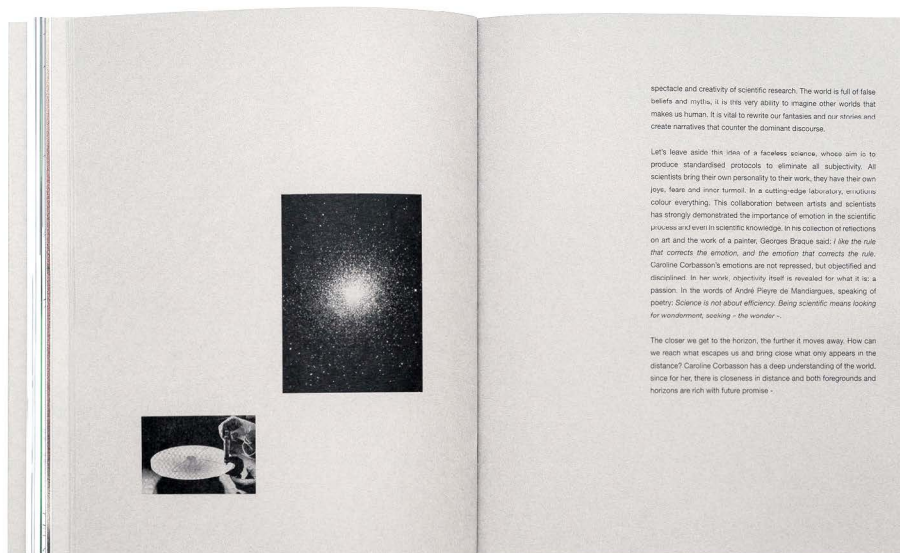 spectacle and creativity of scientific research. The world is full of false
beliefs and myths, it is this very ability to imagine other worlds that
makes us human. It is vital to rewrite our fantasies and our stories and
create narratives that counter the dominant discourse.
Let's leave aside this idea of a faceless science, whose aim is to
produce standardised protocols to eliminate all subjectivity. All
scientists bring their own personality to their work, they have their own
joys, fears and inner turmoil. In a cutting-edge laboratory, emotions
colour everything. This collaboration between artists and scientists
has strongly demonstrated the importance of emotion in the scientific
process and even in scientific knowledge. In his collection of reflections
on art and the work of a painter, Georges Braque said: I like the rule
that corrects the emotion, and the emotion that corrects the rule.
Caroline Corbasson's emotions are not repressed, but objectified and
disciplined. In her work, objectivity itself is revealed for what it is: a
passion. In the words of André Pieyre de Mandiargues, speaking of
poetry: Science is not about efficiency. Being scientific means looking
for wonderment, seeking « the wonder ».
The closer we get to the horizon, the further it moves away. How can
we reach what escapes us and bring close what only appears in the
distance? Caroline Corbasson has a deep understanding of the world,
since for her, there is closeness in distance and both foregrounds and
horizons are rich with future promise -